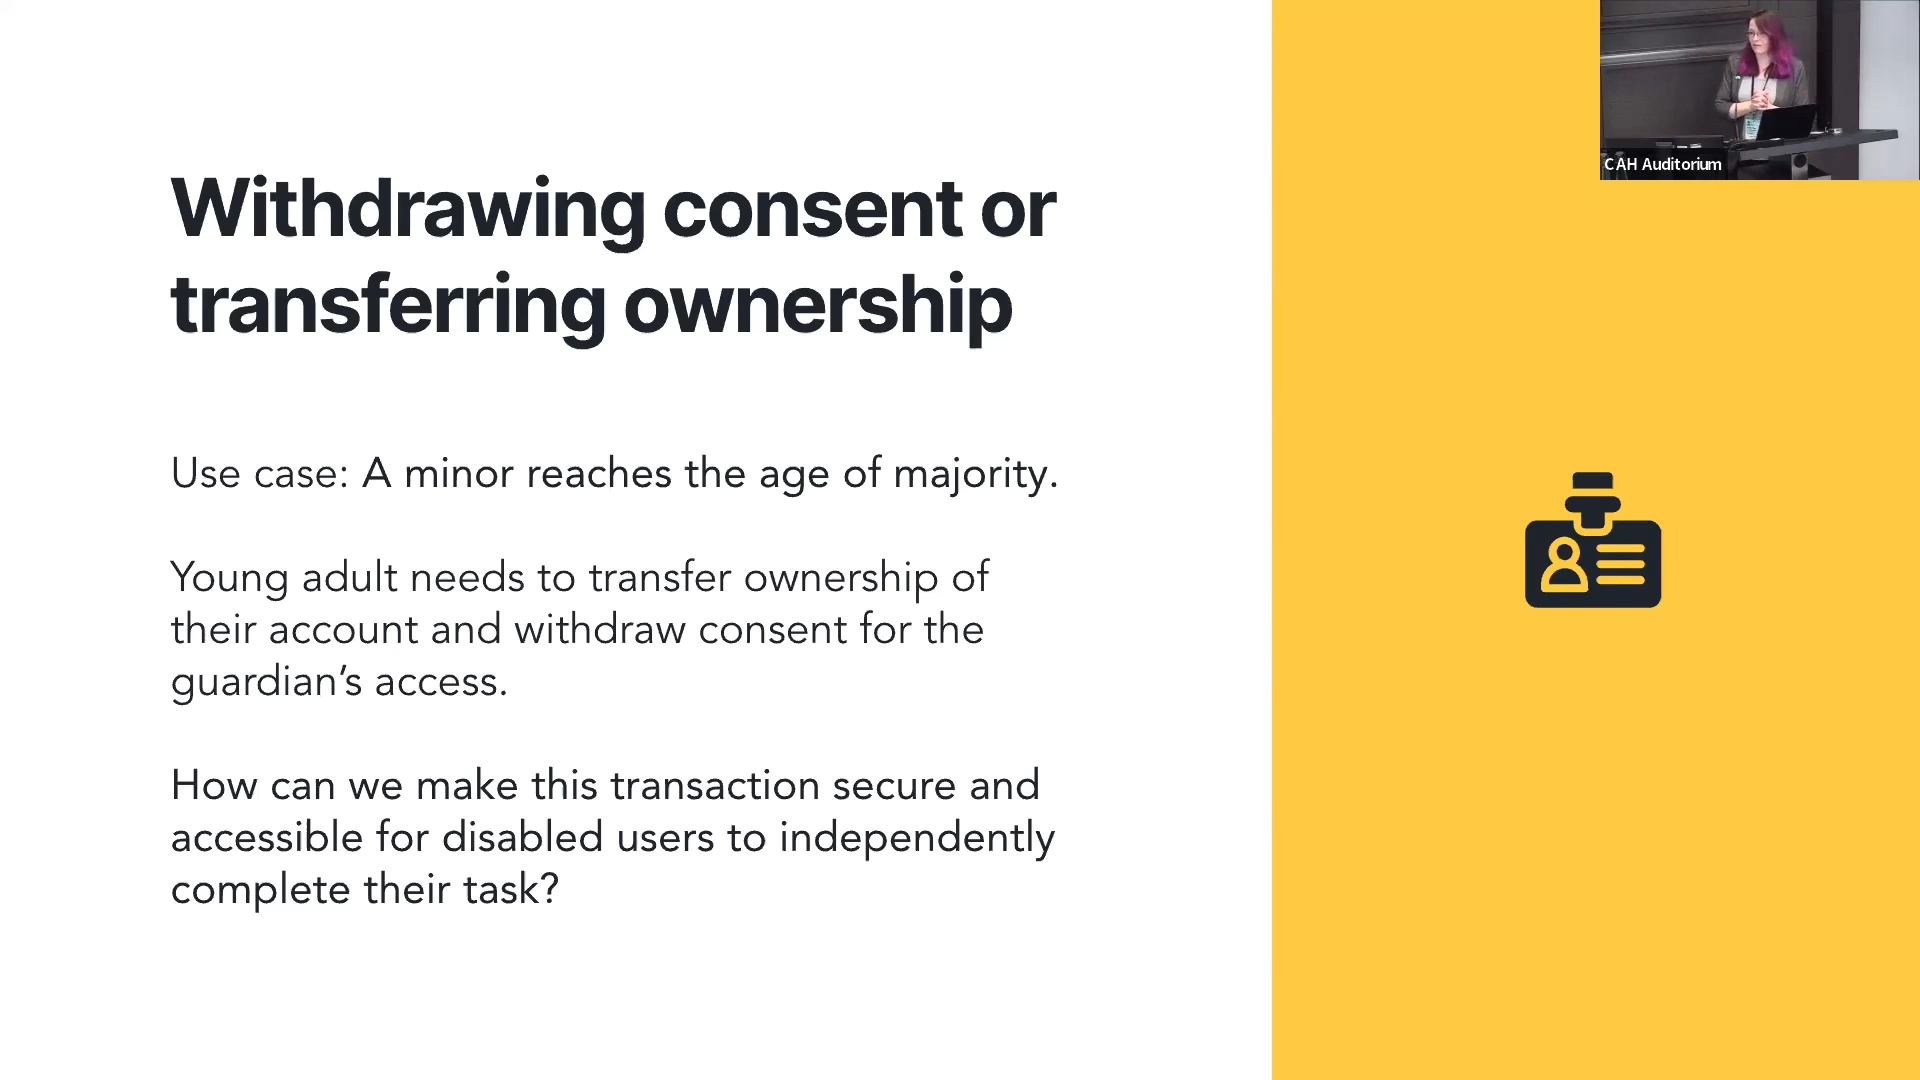 Withdrawing consent or
transferring ownership
Use case: A minor reaches the age of majority.
Young adult needs to transfer ownership of
their account and withdraw consent for the
guardian’s access.
How can we make this transaction secure and
accessible for disabled users to independently
complete their task?
CAH Auditorium